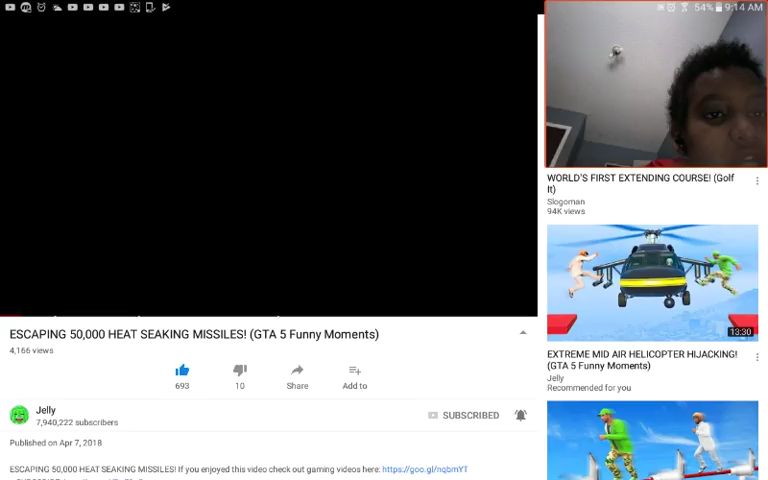 54% 9:14 AM
WORLD'S FIRST EXTENDING COURSE! (Golf
It)
Slogoman
94K views
13:30
EXTREME MID AIR HELICOPTER HIJACKING!
(GTA 5 Funny Moments)
Jelly
Recommended for you
ESCAPING 50,000 HEAT SEAKING MISSILES! (GTA 5 Funny Moments)
4,166 views
693
10
Share
Add to
Jelly
7,940,222 subscribers
SUBSCRIBED
Published on Apr 7, 2018
ESCAPING 50,000 HEAT SEAKING MISSILES! If you enjoyed this video check out gaming videos here: https://goo.gl/nqbmYT